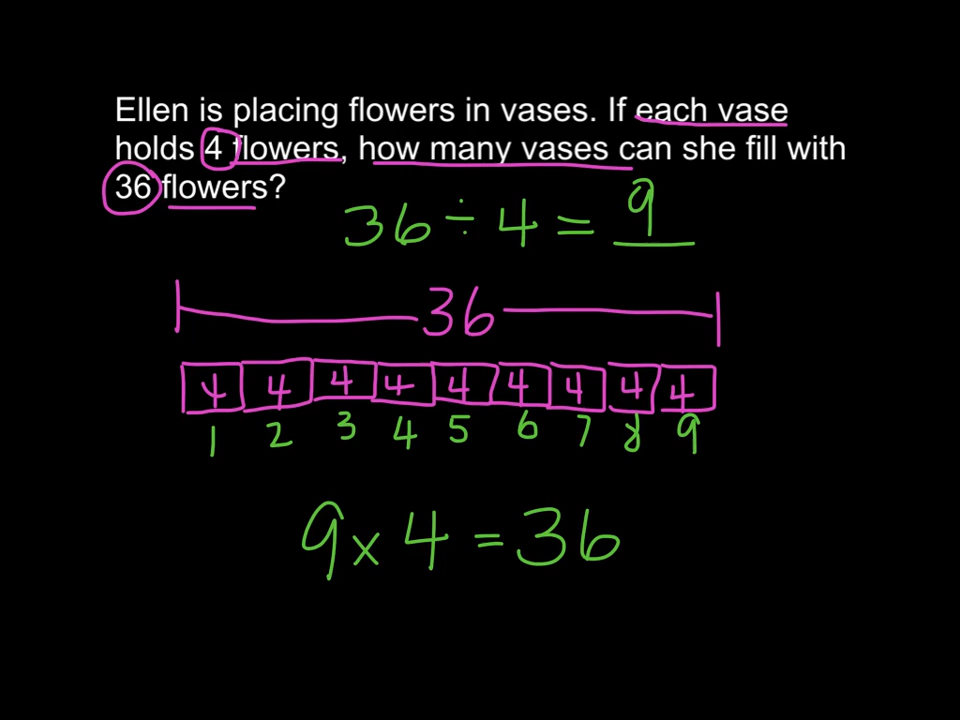 Ellen is placing flowers in vases. If each vase
holds 4 flowers, how many vases can she fill with
36 flowers?
36 ÷ 4 = 9
36
4 4 4 4 4 4 4 4 4
1 2 3 4 5 6 7 8 9
9 x 4 = 36